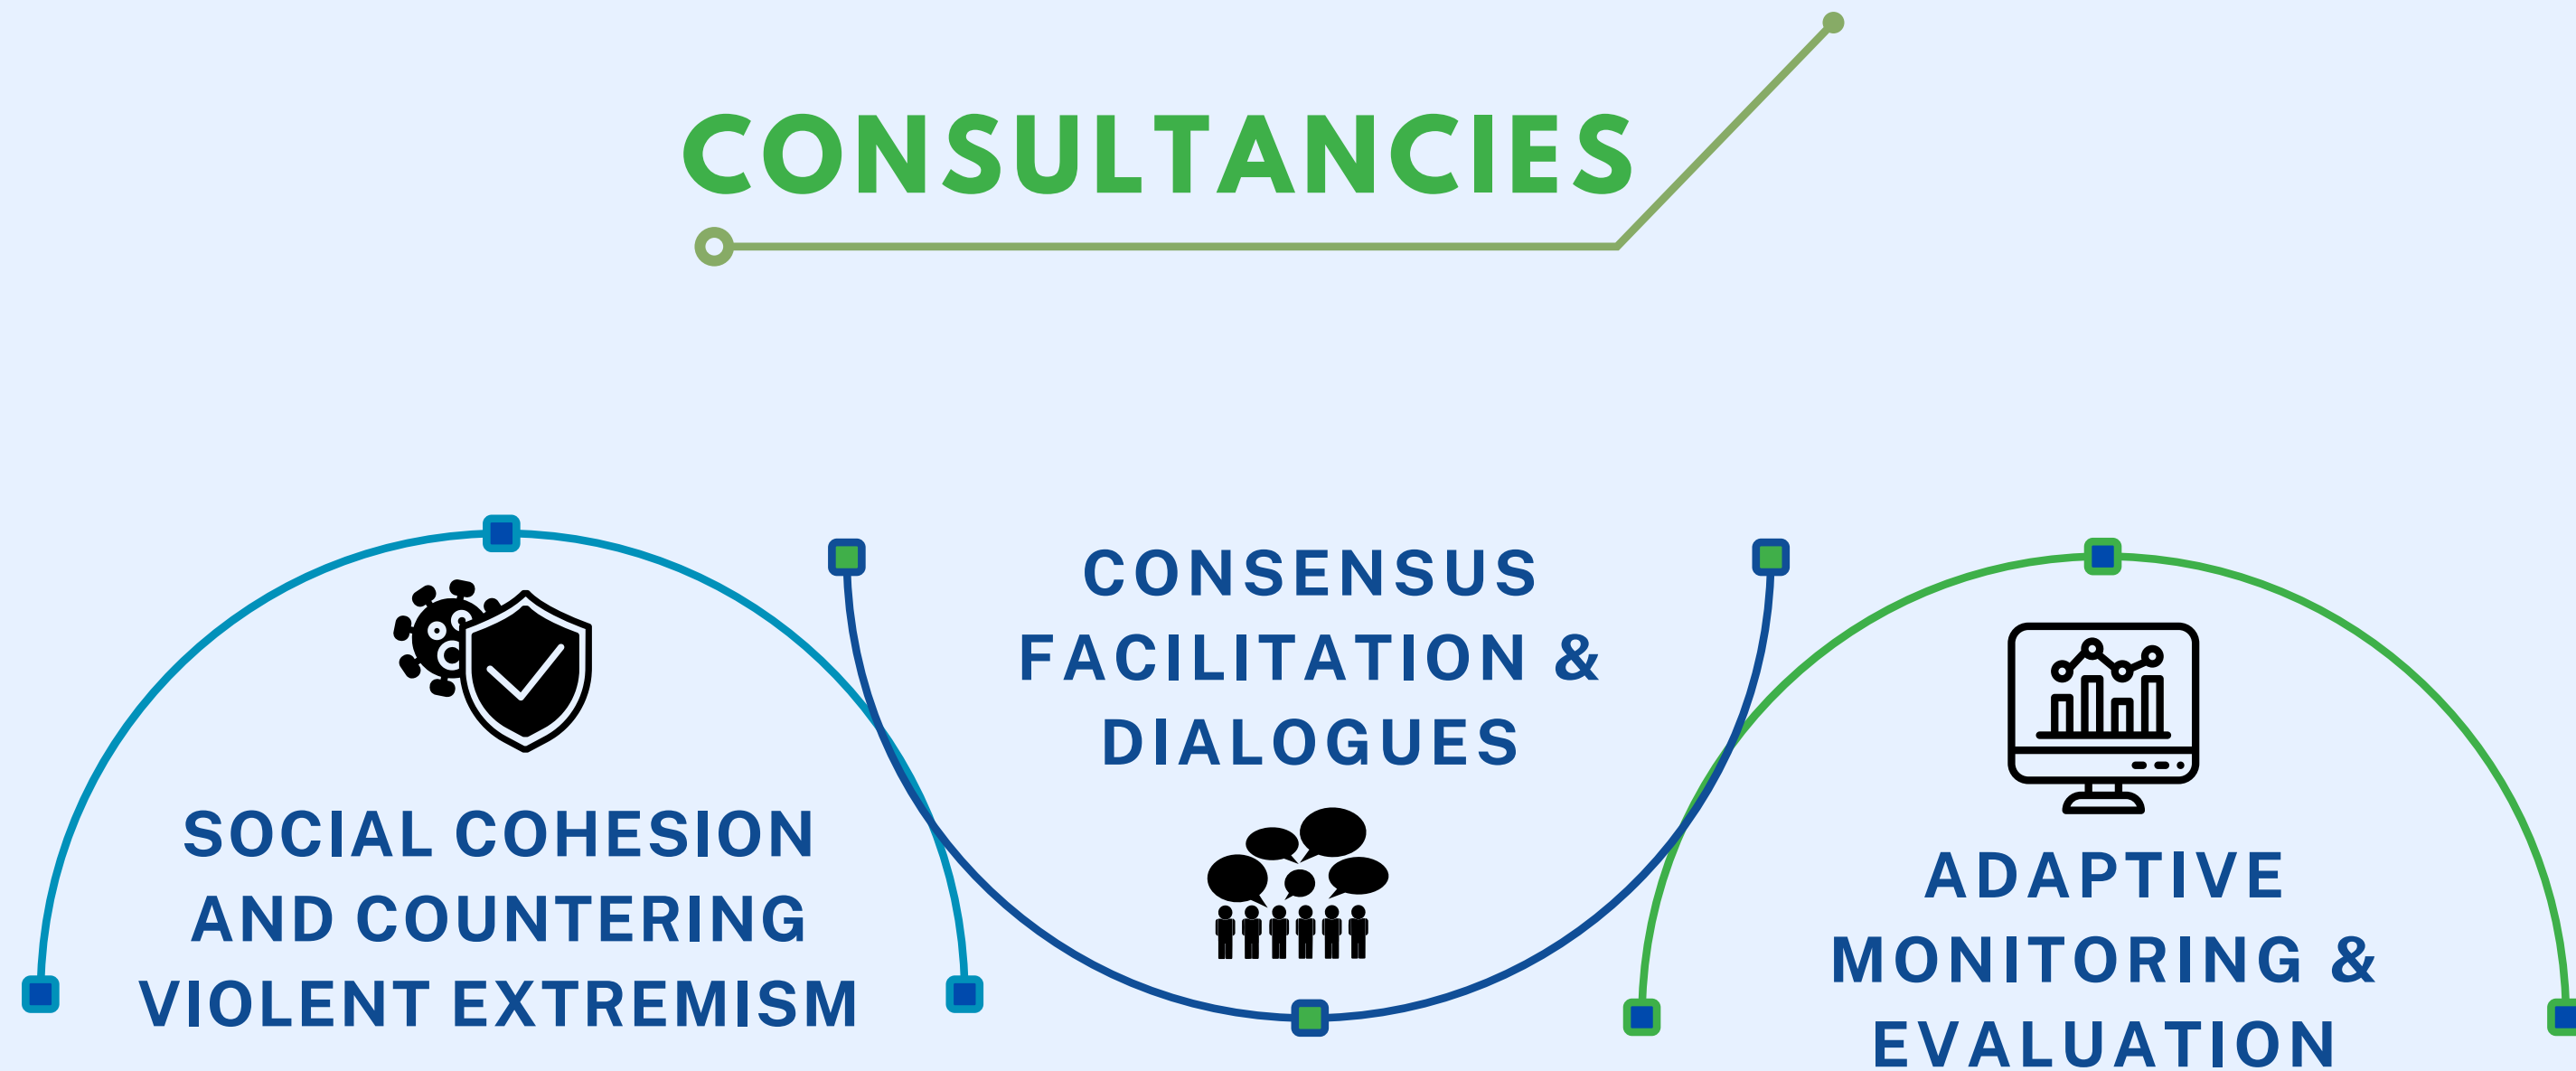 CONSULTANCIES
SOCIAL COHESION
AND COUNTERING
VIOLENT EXTREMISM
CONSENSUS
FACILITATION &
DIALOGUES
ADAPTIVE
MONITORING &
EVALUATION